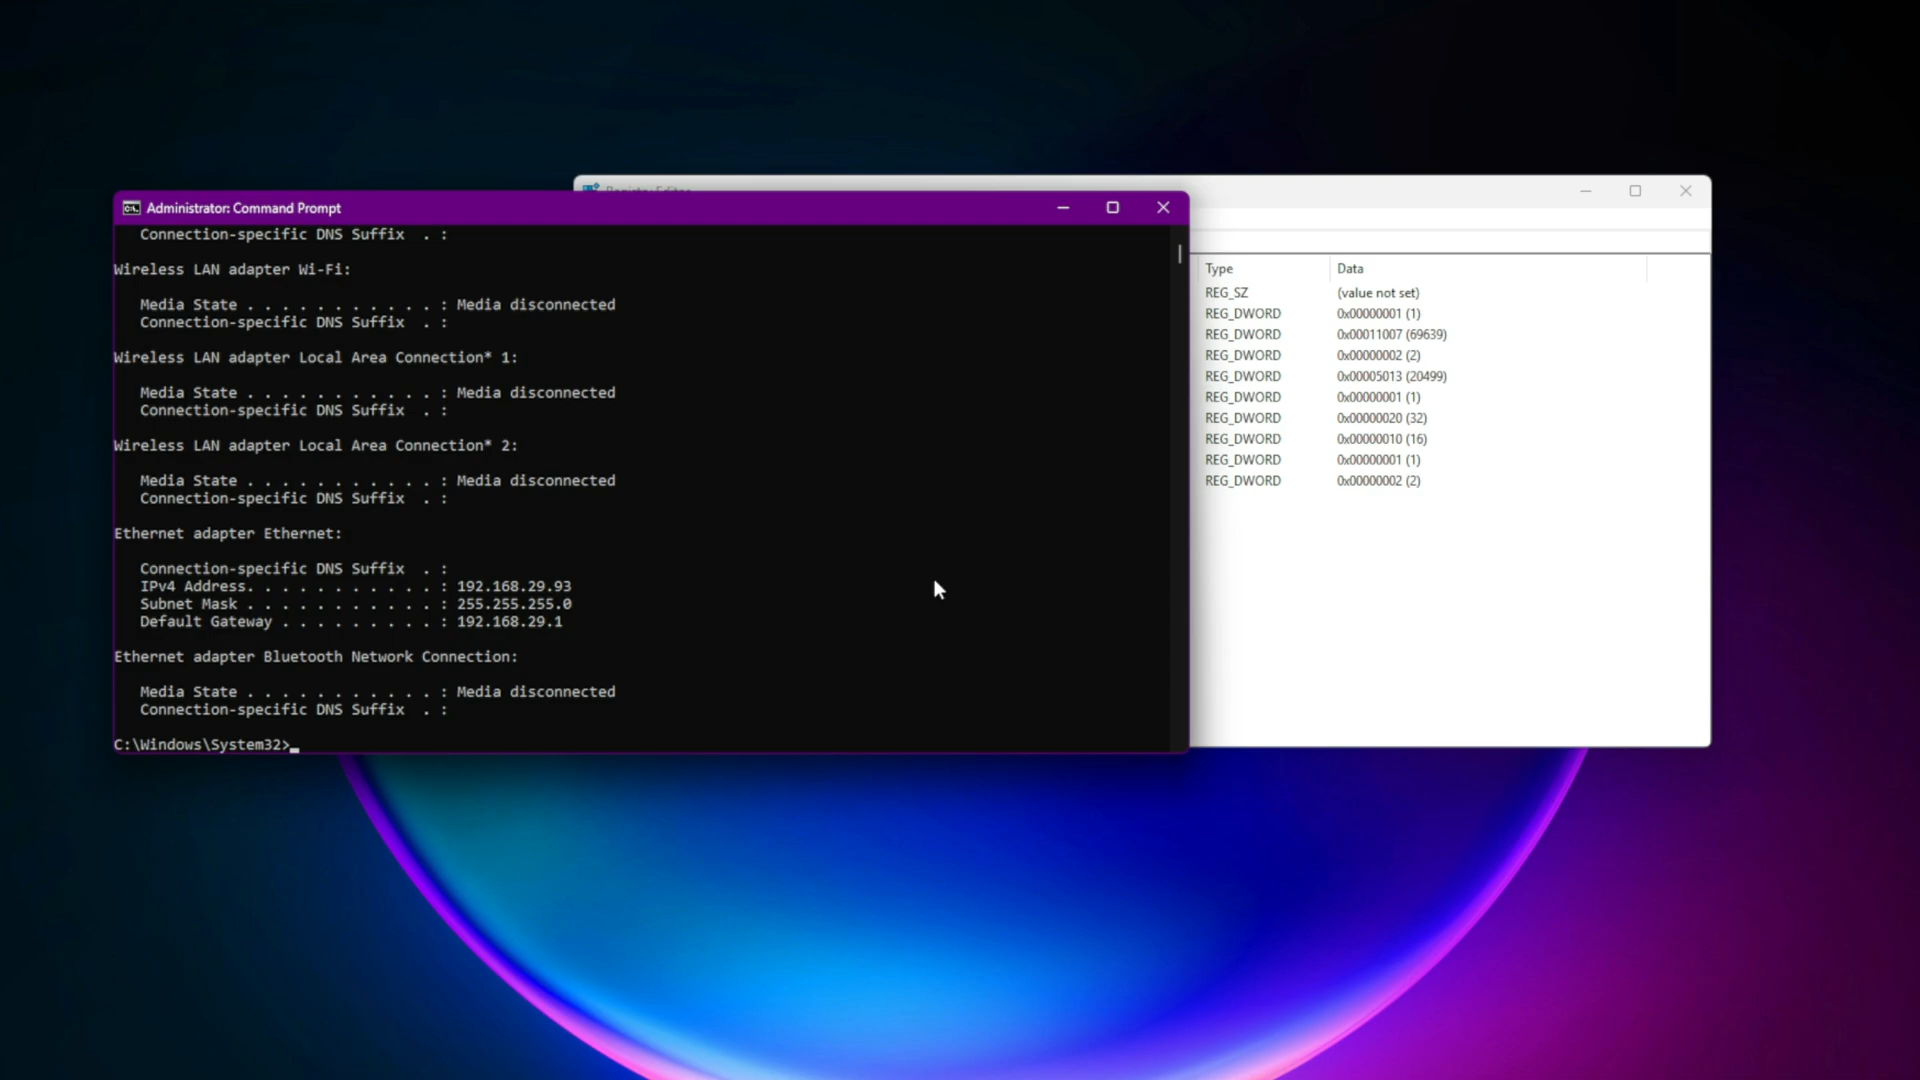 Registry Editor
Administrator: Command Prompt
Connection-specific DNS Suffix  . :
Wireless LAN adapter Wi-Fi:
Media State . . . . . . . . . . . : Media disconnected
Connection-specific DNS Suffix  . :
Wireless LAN adapter Local Area Connection* 1:
Media State . . . . . . . . . . . : Media disconnected
Connection-specific DNS Suffix  . :
Wireless LAN adapter Local Area Connection* 2:
Media State . . . . . . . . . . . : Media disconnected
Connection-specific DNS Suffix  . :
Ethernet adapter Ethernet:
Connection-specific DNS Suffix  . :
IPv4 Address. . . . . . . . . . . : 192.168.29.93
Subnet Mask . . . . . . . . . . . : 255.255.255.0
Default Gateway . . . . . . . . . : 192.168.29.1
Ethernet adapter Bluetooth Network Connection:
Media State . . . . . . . . . . . : Media disconnected
Connection-specific DNS Suffix  . :
C:\Windows\System32>
Type Data
REG_SZ (value not set)
REG_DWORD 0x00000001 (1)
REG_DWORD 0x00011007 (69639)
REG_DWORD 0x00000002 (2)
REG_DWORD 0x00005013 (20499)
REG_DWORD 0x00000001 (1)
REG_DWORD 0x00000020 (32)
REG_DWORD 0x00000010 (16)
REG_DWORD 0x00000001 (1)
REG_DWORD 0x00000002 (2)